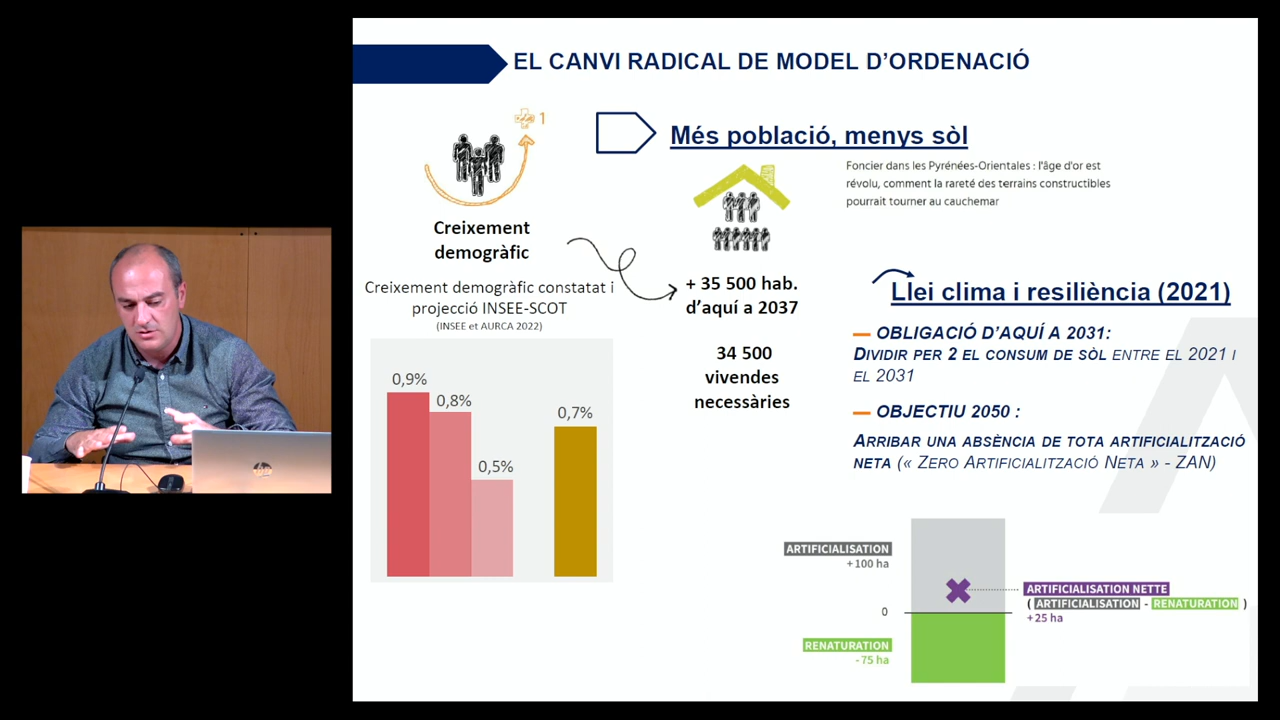 EL CANVI RADICAL DE MODEL D'ORDENACIÓ
1
Més població, menys sòl
Foncier dans les Pyrénées-Orientales : l'âge d'or est
révolu, comment la rareté des terrains constructibles
pourrait tourner au cauchemar
Creixement
demogràfic
Creixement demogràfic constatat i
projecció INSEE-SCOT
(INSEE et AURCA 2022)
0,9%
0,8%
0,5%
0,7%
+ 35 500 hab.
d'aquí a 2037
34 500
vivendes
necessàries
Llei clima i resiliència (2021)
— OBLIGACIÓ D'AQUÍ A 2031:
DIVIDIR PER 2 EL CONSUM DE SÒL ENTRE EL 2021 I
EL 2031
— OBJECTIU 2050 :
ARRIBAR UNA ABSÈNCIA DE TOTA ARTIFICIALITZACIÓ
NETA (« ZERO ARTIFICIALITZACIÓ NETA » - ZAN)
ARTIFICIALISATION
+ 100 ha
0
RENATURATION
- 75 ha
ARTIFICIALISATION NETTE
( ARTIFICIALISATION - RENATURATION )
+ 25 ha
hp